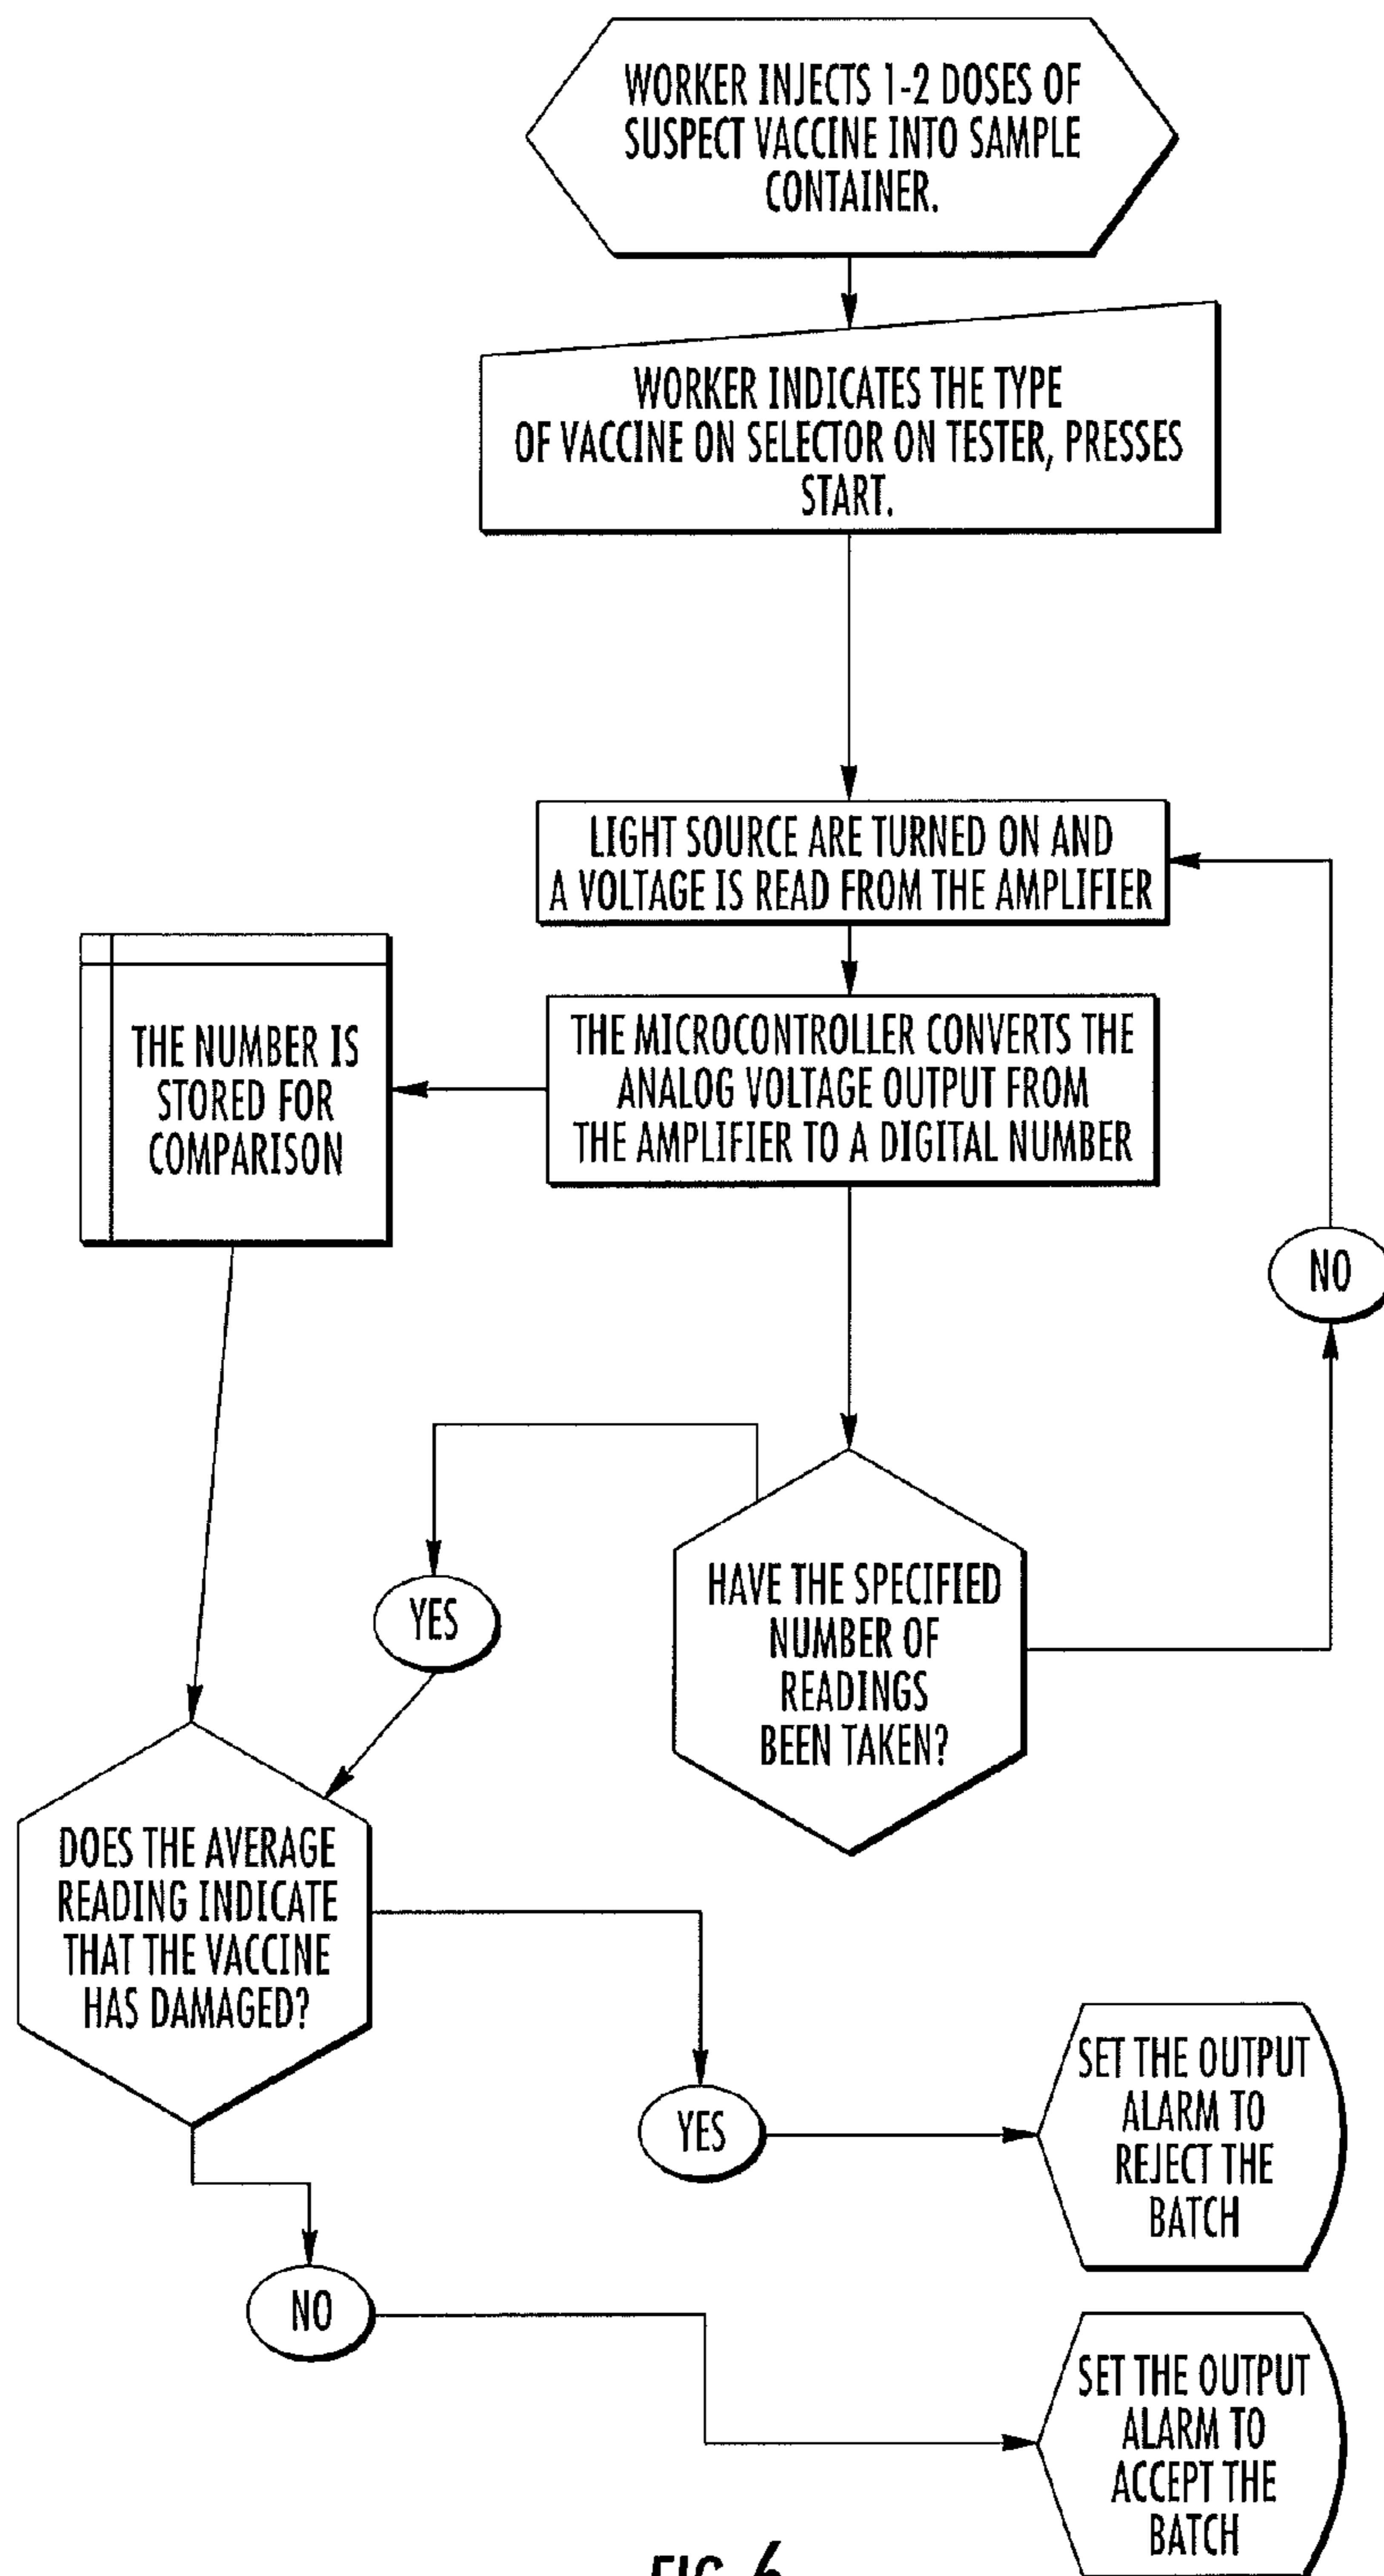 WORKER INJECTS 1-2 DOSES OF
SUSPECT VACCINE INTO SAMPLE
CONTAINER.
WORKER INDICATES THE TYPE
OF VACCINE ON SELECTOR ON TESTER, PRESSES
START.
LIGHT SOURCE ARE TURNED ON AND
A VOLTAGE IS READ FROM THE AMPLIFIER
THE MICROCONTROLLER CONVERTS THE
ANALOG VOLTAGE OUTPUT FROM
THE AMPLIFIER TO A DIGITAL NUMBER
THE NUMBER IS
STORED FOR
COMPARISON
NO
HAVE THE SPECIFIED
NUMBER OF
READINGS
BEEN TAKEN?
YES
DOES THE AVERAGE
READING INDICATE
THAT THE VACCINE
HAS DAMAGED?
YES
SET THE OUTPUT
ALARM TO
REJECT THE
BATCH
NO
SET THE OUTPUT
ALARM TO
ACCEPT THE
BATCH
FIG. 6